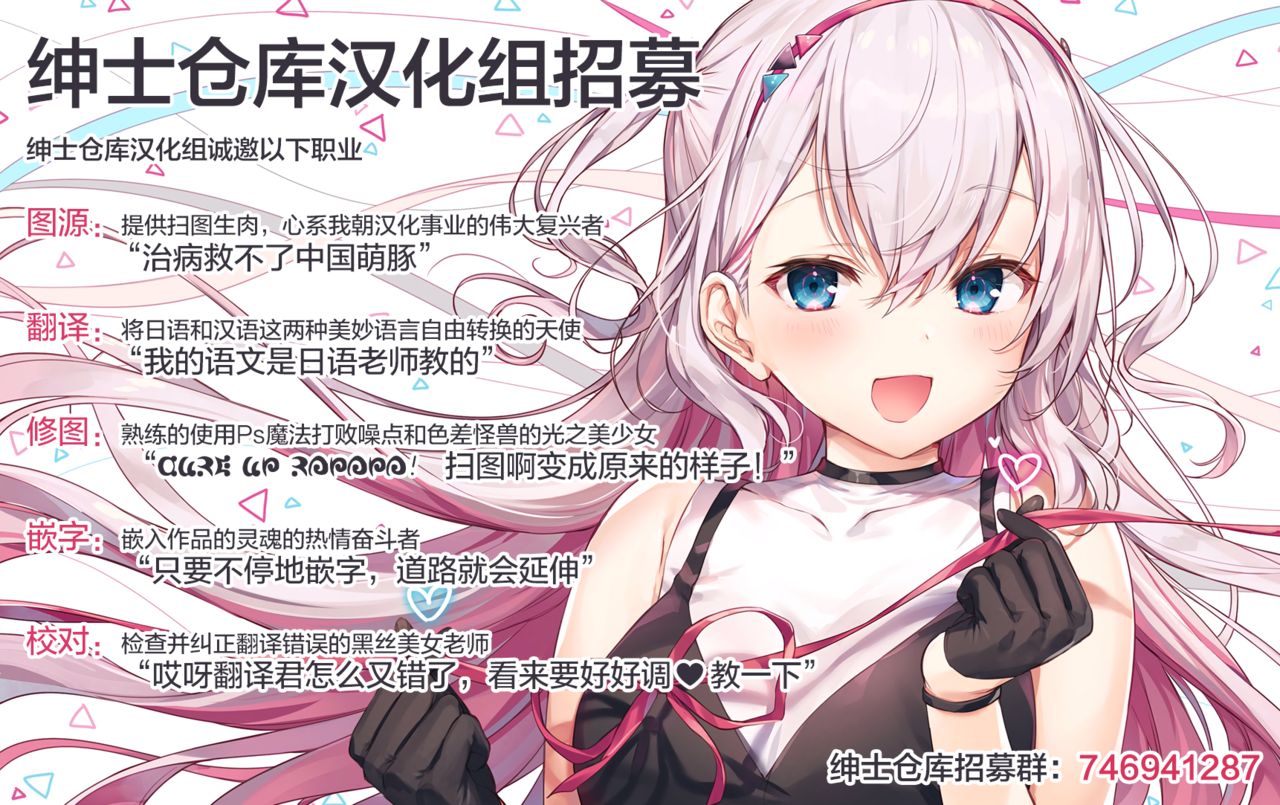 绅士仓库汉化组招募
绅士仓库汉化组诚邀以下职业
图源：提供扫图生肉，心系我朝汉化事业的伟大复兴者
“治病救不了中国萌豚”
翻译：将日语和汉语这两种美妙语言自由转换的天使
“我的语文是日语老师教的”
修图：熟练的使用Ps魔法打败噪点和色差怪兽的光之美少女
“CURE UP RAPAPA！ 扫图啊变成原来的样子！”
嵌字：嵌入作品的灵魂的热情奋斗者
“只要不停地嵌字，道路就会延伸”
校对：检查并纠正翻译错误的黑丝美女老师
“哎呀翻译君怎么又错了，看来要好好调♥教一下”
绅士仓库招募群：746941287